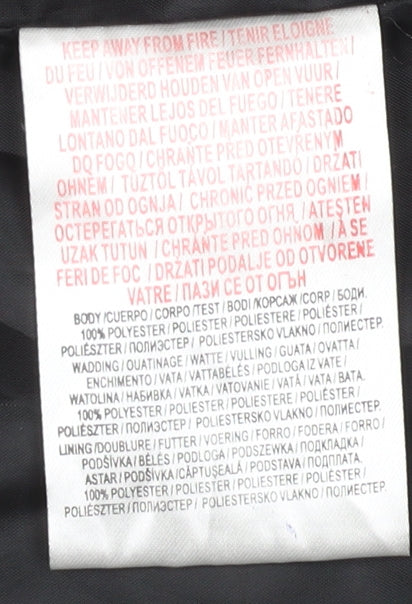 KEEP AWAY FROM FIRE / TENIR ELOIGNE
DU FEU / VON OFFENEM FEUER FERNHALTEN /
VERWIJDERD HOUDEN VAN OPEN VUUR /
MANTENER LEJOS DEL FUEGO / TENERE
LONTANO DAL FUOCO / MANTER AFASTADO
DO FOGO / CHRAŇTE PRED OTEVŘENYM
OHNEM / TŰZTŐL TÁVOL TARTANDÓ / DRŽATI
STRAN OD OGNJA / CHRONIĆ PRZED OGNIEM /
ОСТЕРЕГАТЬСЯ ОТКРЫТОГО ОГНЯ / ATEŞTEN
UZAK TUTUN / CHRÁŇTE PRED OHNOM / A SE
FERI DE FOC / DRŽATI PODALJE OD OTVORENE
VATRE / ПАЗИ СЕ ОТ ОГЪН
BODY / CUERPO / CORPO / TEST / BODI / КОРСАЖ / CORP / БОДИ.
100% POLYESTER / POLIESTER / POLIESTERE / POLIÉSTER /
POLIÉSZTER / ПОЛИЭСТЕР / POLIESTERSKO VLAKNO / ПОЛИЕСТЕР.
WADDING / OUATINAGE / WATTE / VULLING / GUATA / OVATTA /
ENCHIMENTO / VATA / VATTABÉLÉS / PODLOGA IZ VATE /
WATOLINA / НАБИВКА / VATKA / VATOVANIE / VATĂ / VATA / ВАТА.
100% POLYESTER / POLIESTER / POLIESTERE / POLIÉSTER /
POLIÉSZTER / ПОЛИЭСТЕР / POLIESTERSKO VLAKNO / ПОЛИЕСТЕР.
LINING / DOUBLURE / FUTTER / VOERING / FORRO / FODERA / FORRO /
PODŠÍVKA / BÉLÉS / PODLOGA / PODSZEWKA / ПОДКЛАДКА /
ASTAR / PODŠÍVKA / CĂPTUŞEALĂ / PODSTAVA / ПОДПЛАТА.
100% POLYESTER / POLIESTER / POLIESTERE / POLIÉSTER /
POLIÉSZTER / ПОЛИЭСТЕР / POLIESTERSKO VLAKNO / ПОЛИЕСТЕР.